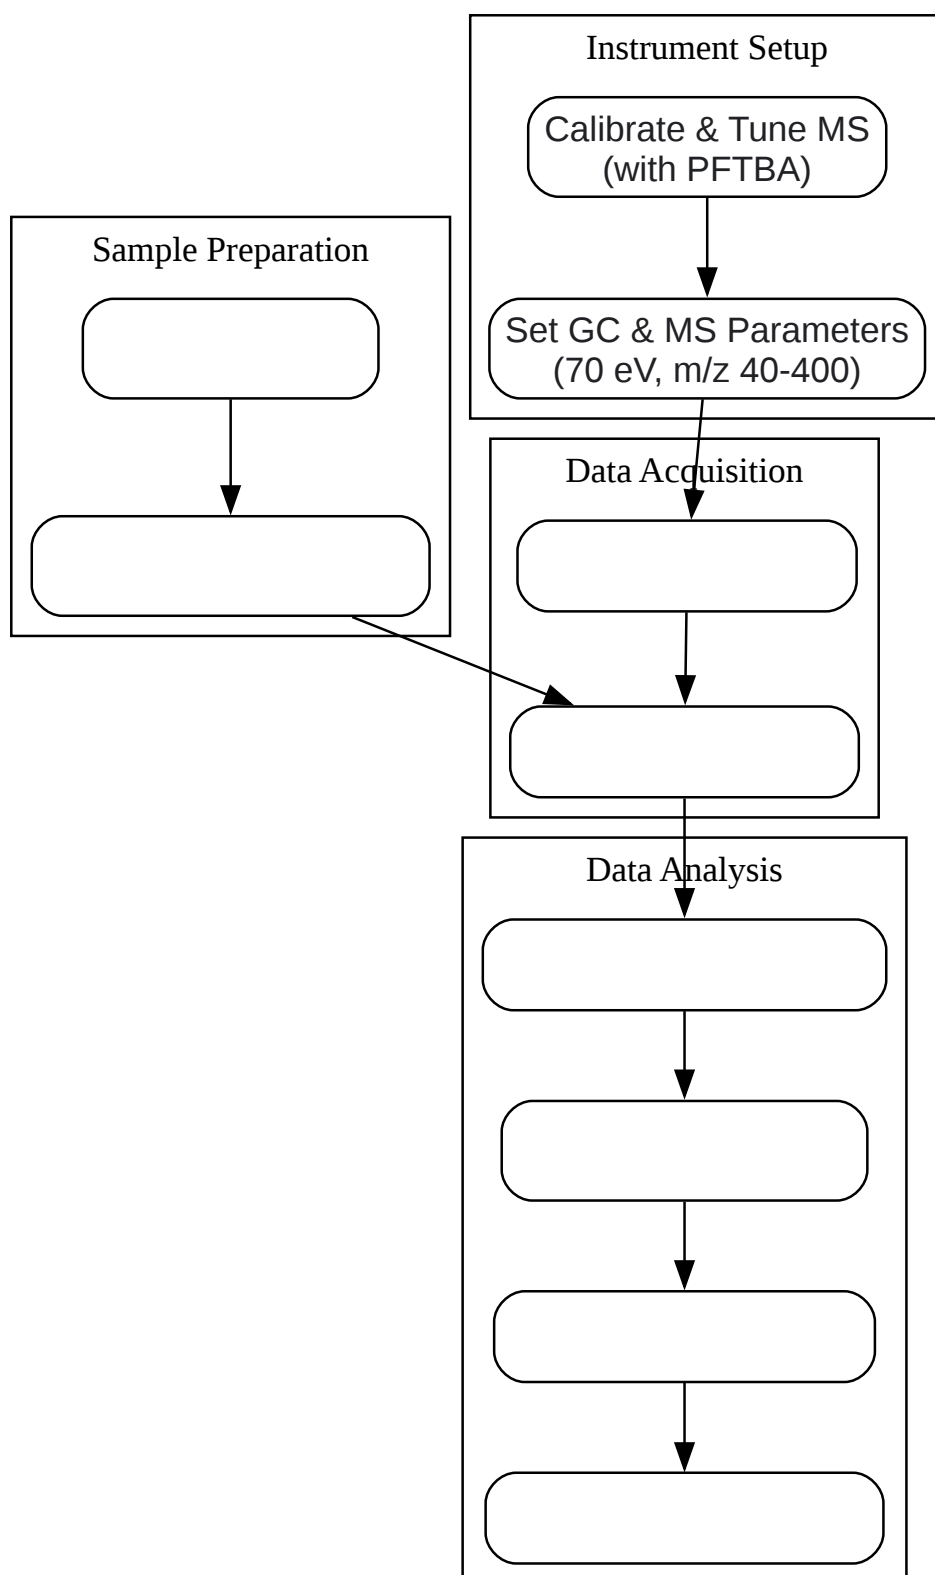 Instrument Setup
Calibrate & Tune MS
(with PFTBA)
Set GC & MS Parameters
(70 eV, m/z 40-400)
Sample Preparation
Data Acquisition
Data Analysis